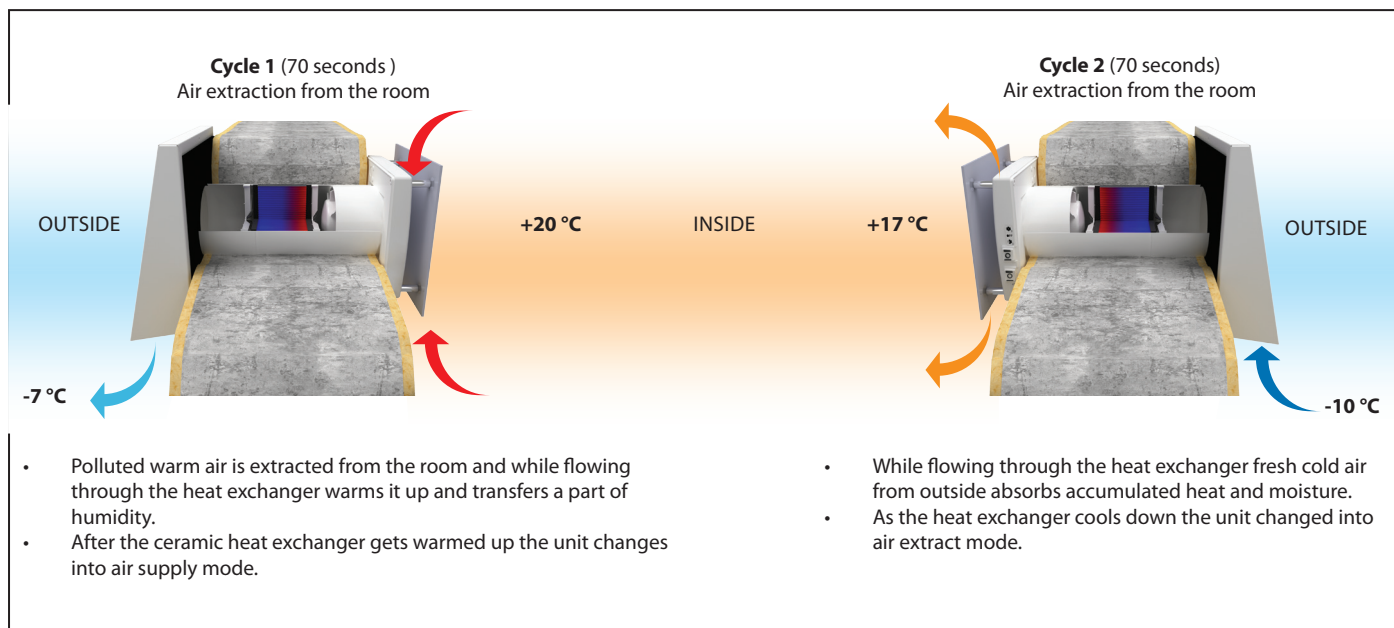 Cycle 1 (70 seconds )
Air extraction from the room
Cycle 2 (70 seconds)
Air extraction from the room
OUTSIDE
+20 °C
INSIDE
+17 °C
OUTSIDE
-7 °C
-10 °C
• Polluted warm air is extracted from the room and while flowing
through the heat exchanger warms it up and transfers a part of
humidity.
• After the ceramic heat exchanger gets warmed up the unit changes
into air supply mode.
• While flowing through the heat exchanger fresh cold air
from outside absorbs accumulated heat and moisture.
• As the heat exchanger cools down the unit changed into
air extract mode.